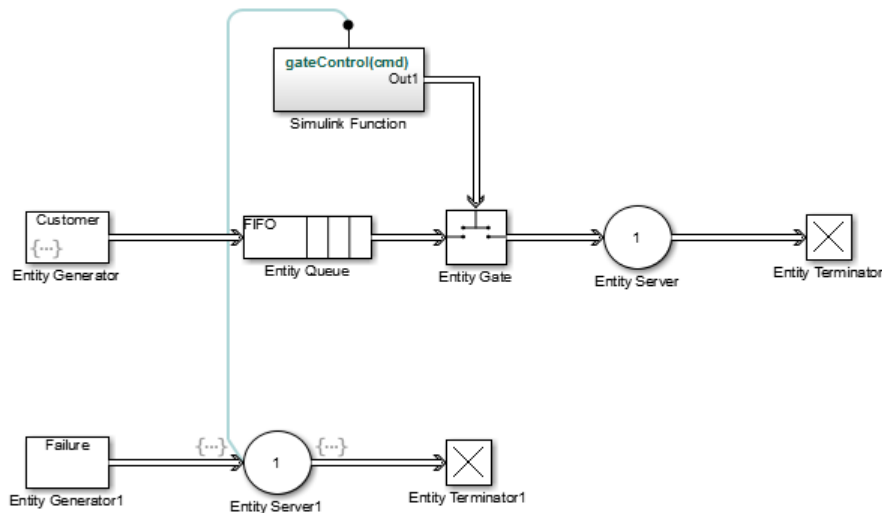 gateControl(cmd)
Out1
Simulink Function
Customer
{...}
Entity Generator
FIFO
Entity Queue
Entity Gate
1
Entity Server
Entity Terminator
Failure
Entity Generator1
{...}
1
{...}
Entity Server1
Entity Terminator1